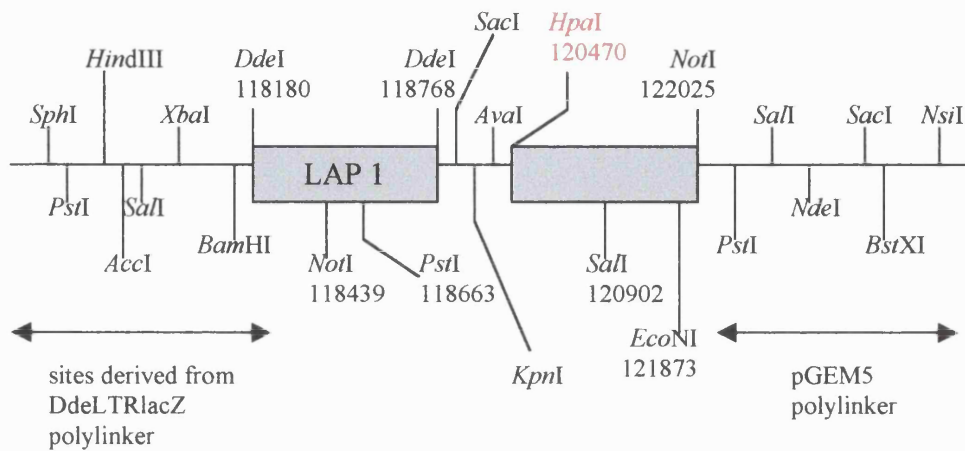 SacI
HpaI
120470
HindIII
DdeI
118180
DdeI
118768
NotI
122025
SphI
XbaI
AvaI
SalI
SacI
NsiI
LAP 1
PstI
SalI
AccI
BamHI
NotI
118439
PstI
118663
SalI
120902
PstI
NdeI
BstXI
EcoNI
121873
KpnI
sites derived from
DdeLTRlacZ
polylinker
pGEM5
polylinker